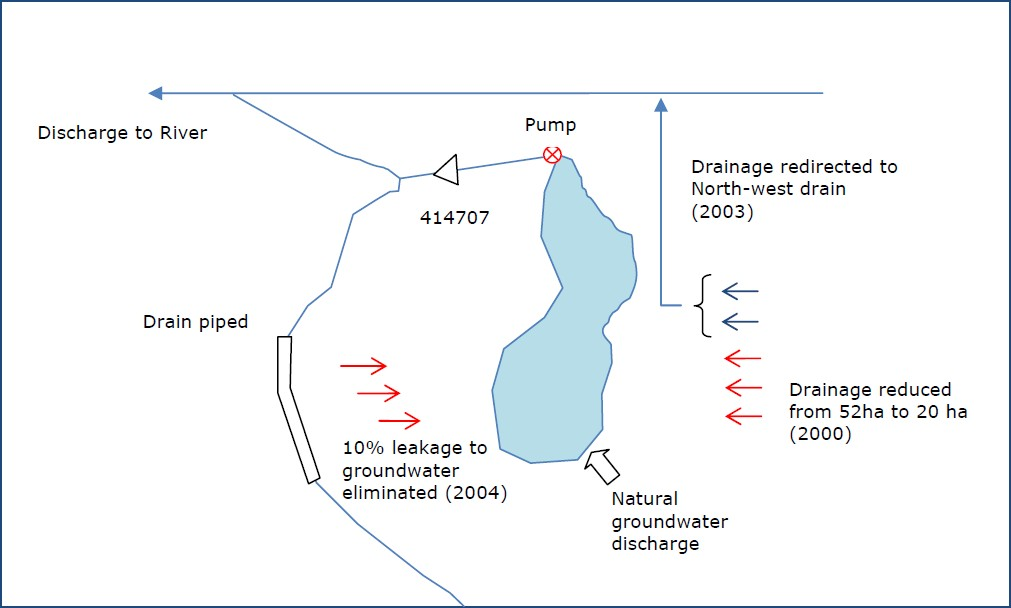 Discharge to River
Pump
Drainage redirected to
North-west drain
(2003)
414707
Drain piped
Drainage reduced
from 52ha to 20 ha
(2000)
10% leakage to
groundwater
eliminated (2004)
Natural
groundwater
discharge